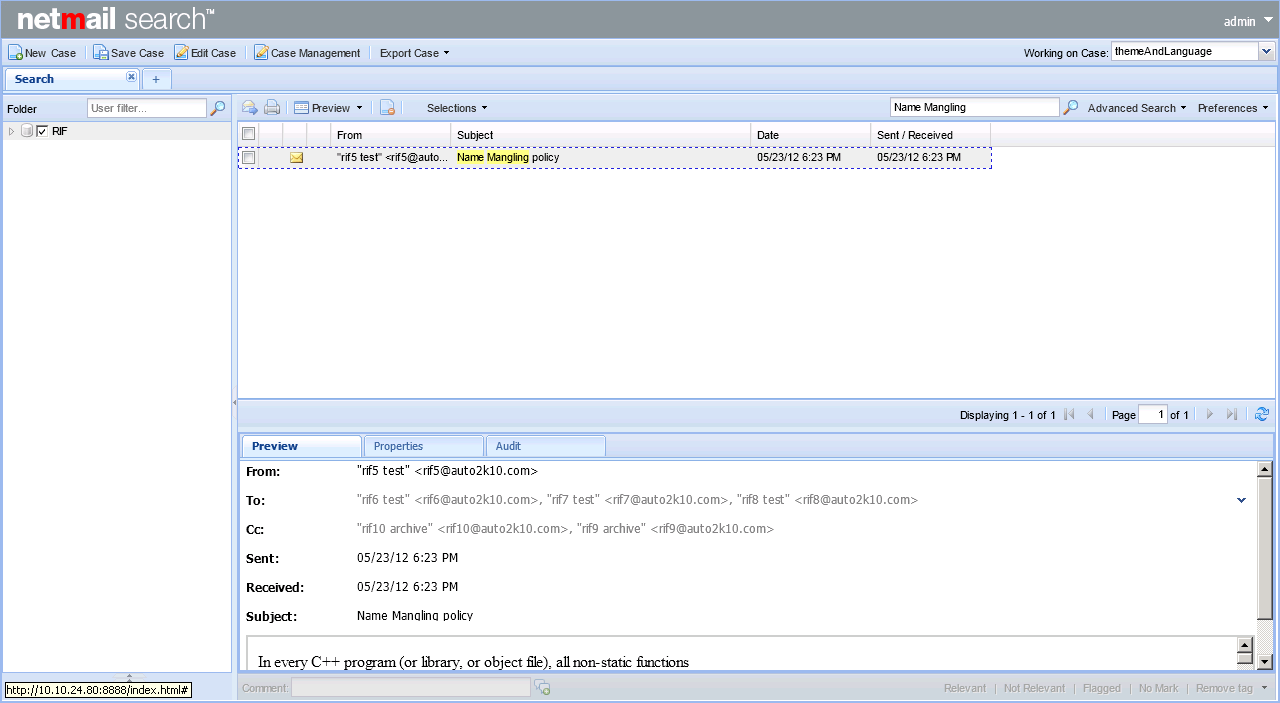 netmail search™
admin
New Case Save Case Edit Case Case Management Export Case Working on Case: themeAndLanguage
Search +
Folder User filter... Preview Selections Name Mangling Advanced Search Preferences
RIF
From Subject Date Sent / Received
"rif5 test" <rif5@auto... Name Mangling policy 05/23/12 6:23 PM 05/23/12 6:23 PM
Displaying 1 - 1 of 1 Page 1 of 1
Preview Properties Audit
From: "rif5 test" <rif5@auto2k10.com>
To: "rif6 test" <rif6@auto2k10.com>, "rif7 test" <rif7@auto2k10.com>, "rif8 test" <rif8@auto2k10.com>
Cc: "rif10 archive" <rif10@auto2k10.com>, "rif9 archive" <rif9@auto2k10.com>
Sent: 05/23/12 6:23 PM
Received: 05/23/12 6:23 PM
Subject: Name Mangling policy
In every C++ program (or library, or object file), all non-static functions
http://10.10.24.80:8888/index.html# Comment: Relevant | Not Relevant | Flagged | No Mark | Remove tag